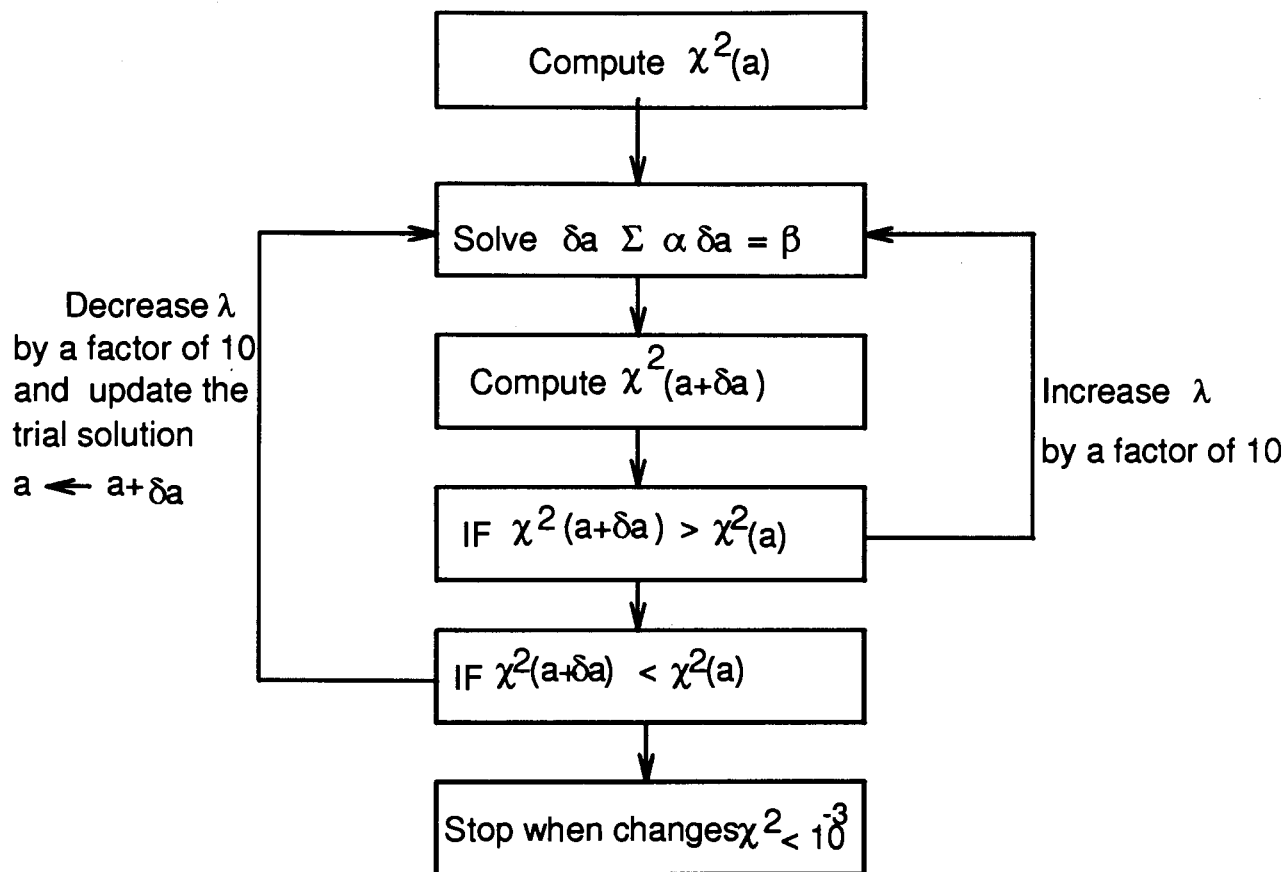 Compute χ²(a)
Solve δa Σ α δa = β
Decrease λ
by a factor of 10
and update the
trial solution
a ← a+δa
Compute χ²(a+δa)
Increase λ
by a factor of 10
IF χ²(a+δa) > χ²(a)
IF χ²(a+δa) < χ²(a)
Stop when changes χ² < 10⁻³